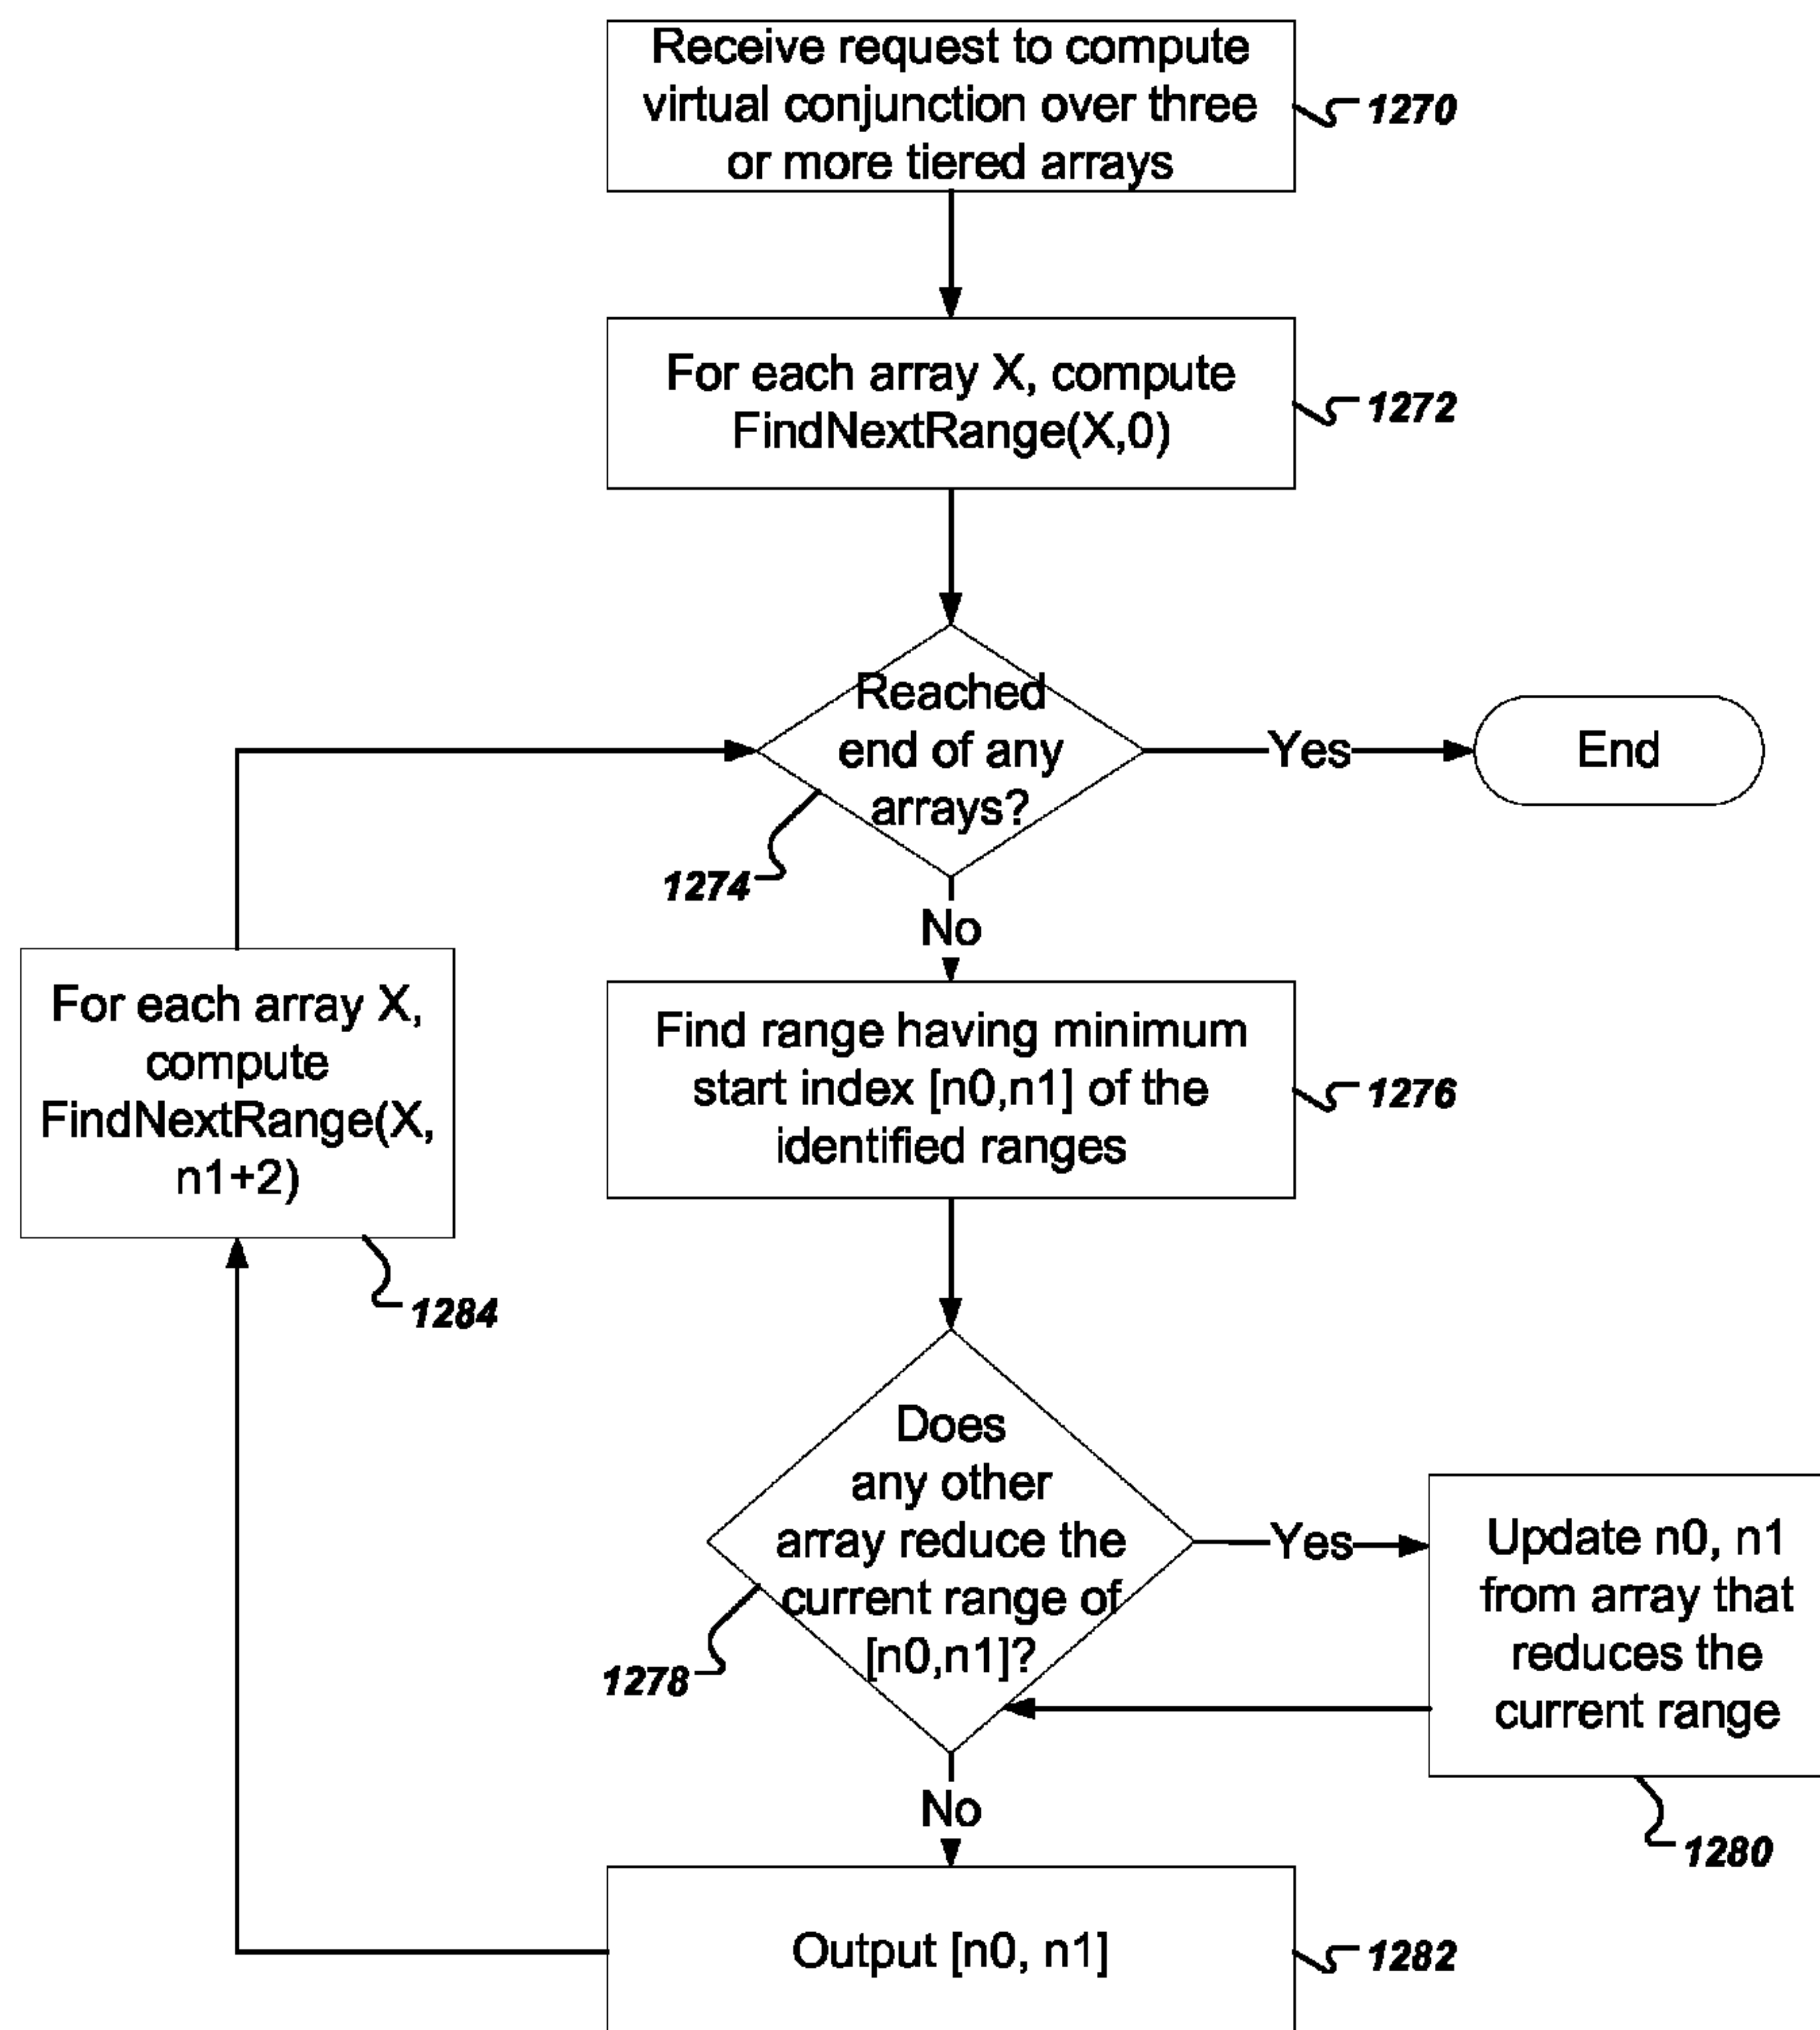 Receive request to compute
virtual conjunction over three
or more tiered arrays
1270
For each array X, compute
FindNextRange(X,0)
1272
Reached
end of any
arrays?
1274
Yes
End
No
For each array X,
compute
FindNextRange(X,
n1+2)
1284
Find range having minimum
start index [n0,n1] of the
identified ranges
1276
Does
any other
array reduce the
current range of
[n0,n1]?
1278
Yes
Update n0, n1
from array that
reduces the
current range
1280
No
Output [n0, n1]
1282